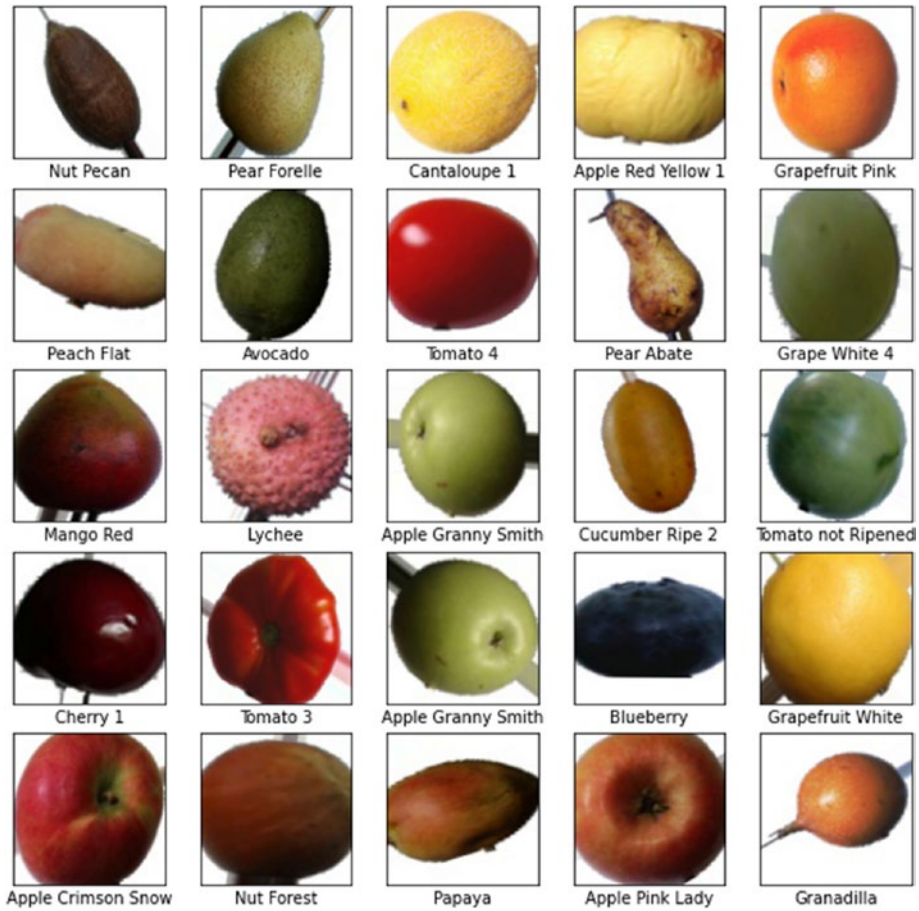 Nut Pecan
Pear Forelle
Cantaloupe 1
Apple Red Yellow 1
Grapefruit Pink
Peach Flat
Avocado
Tomato 4
Pear Abate
Grape White 4
Mango Red
Lychee
Apple Granny Smith
Cucumber Ripe 2
Tomato not Ripened
Cherry 1
Tomato 3
Apple Granny Smith
Blueberry
Grapefruit White
Apple Crimson Snow
Nut Forest
Papaya
Apple Pink Lady
Granadilla